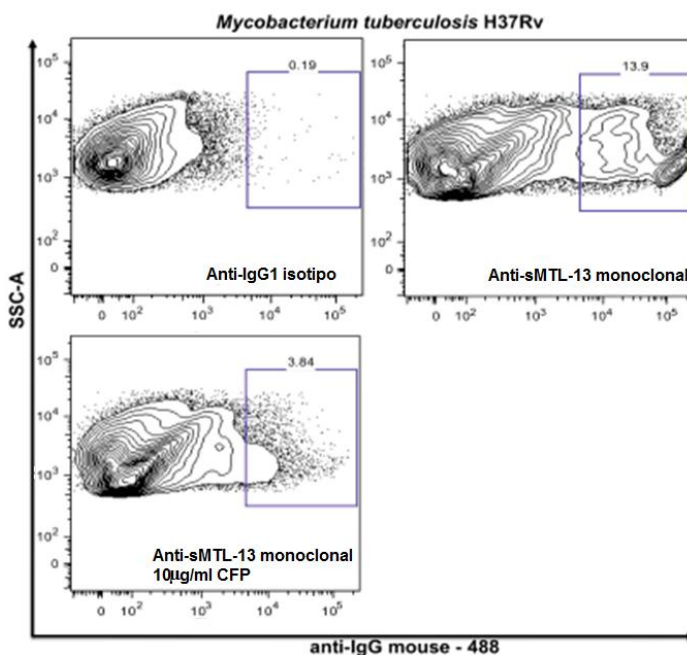 Mycobacterium tuberculosis H37Rv
0.19
10⁵
10⁴
10³
10²
0
Anti-IgG1 isotipo
0 10² 10³ 10⁴ 10⁵
13.9
10⁵
10⁴
10³
10²
0
Anti-sMTL-13 monoclonal
0 10² 10³ 10⁴ 10⁵
SSC-A
3.84
10⁵
10⁴
10³
10²
0
Anti-sMTL-13 monoclonal
10µg/ml CFP
0 10² 10³ 10⁴ 10⁵
anti-IgG mouse - 488